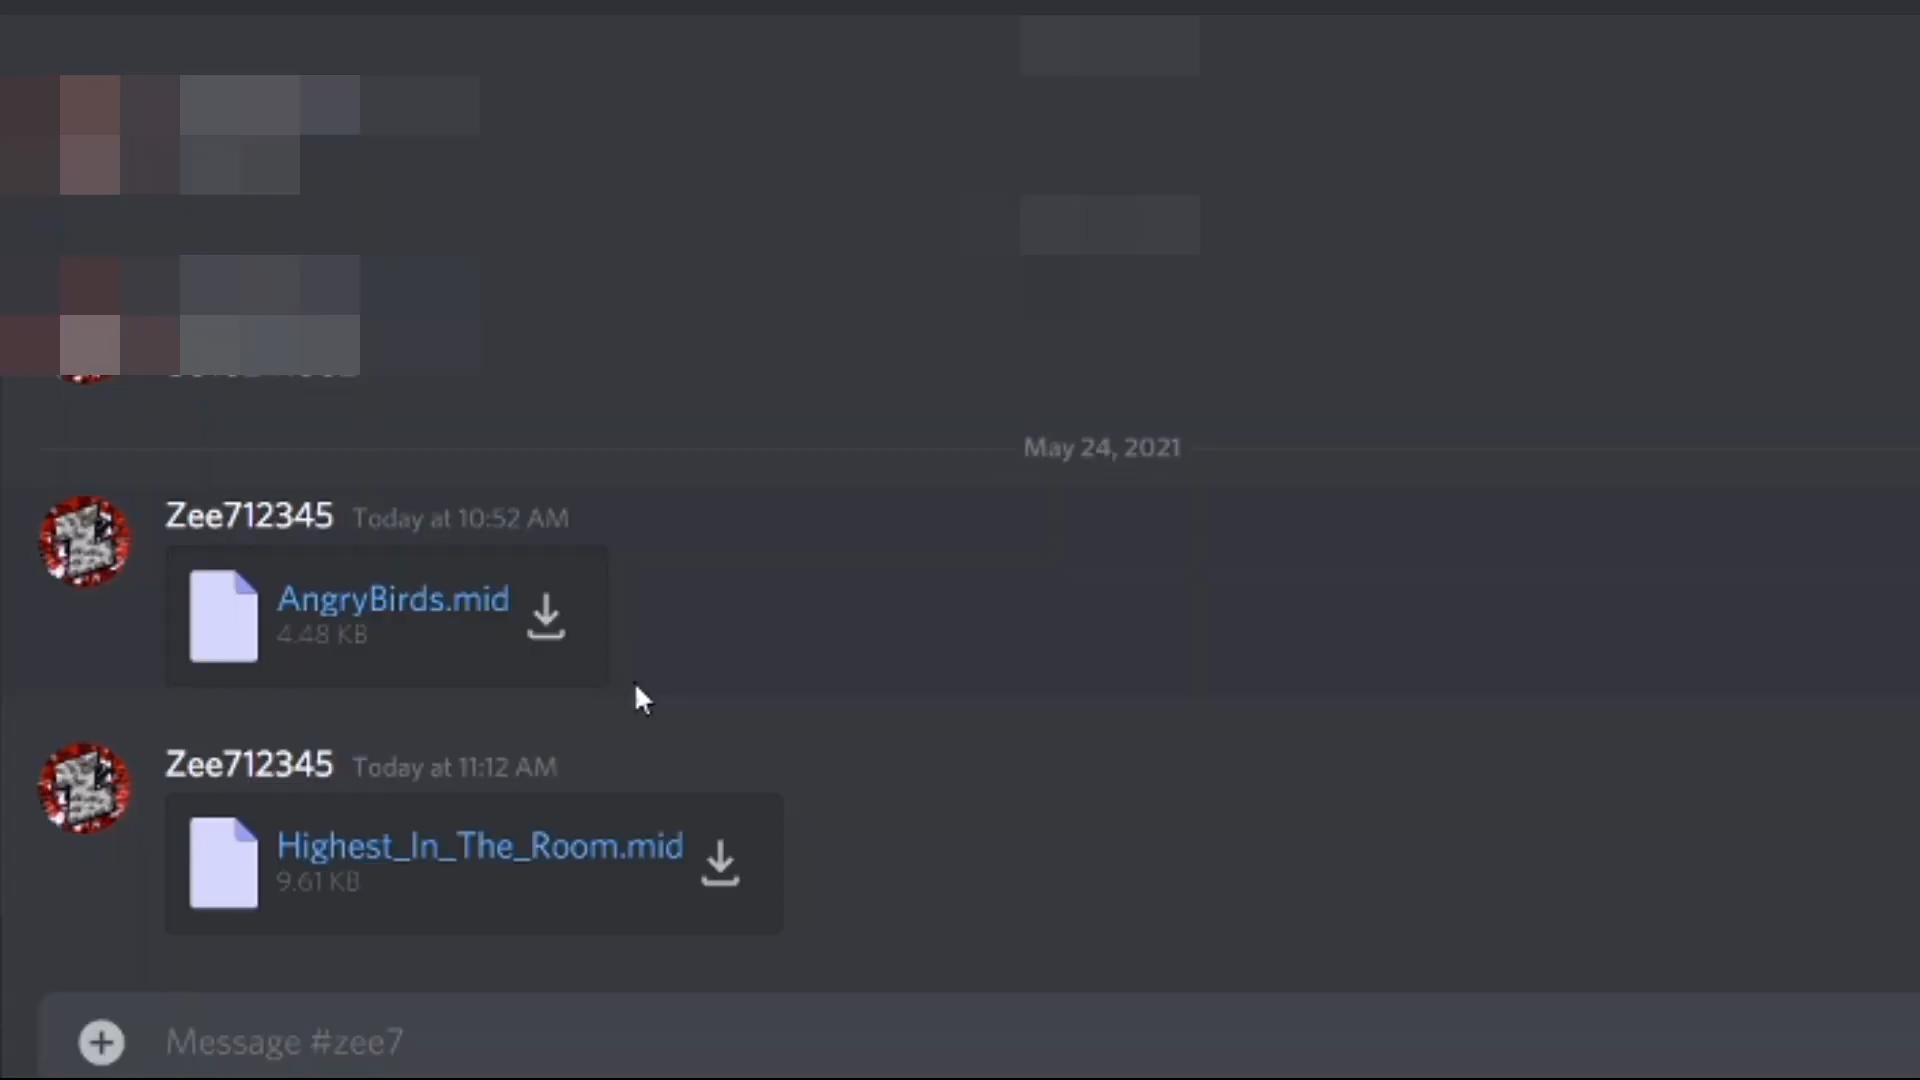 May 24, 2021
Zee712345 Today at 10:52 AM
AngryBirds.mid
4.48 KB
Zee712345 Today at 11:12 AM
Highest_In_The_Room.mid
9.61 KB
Message #zee7